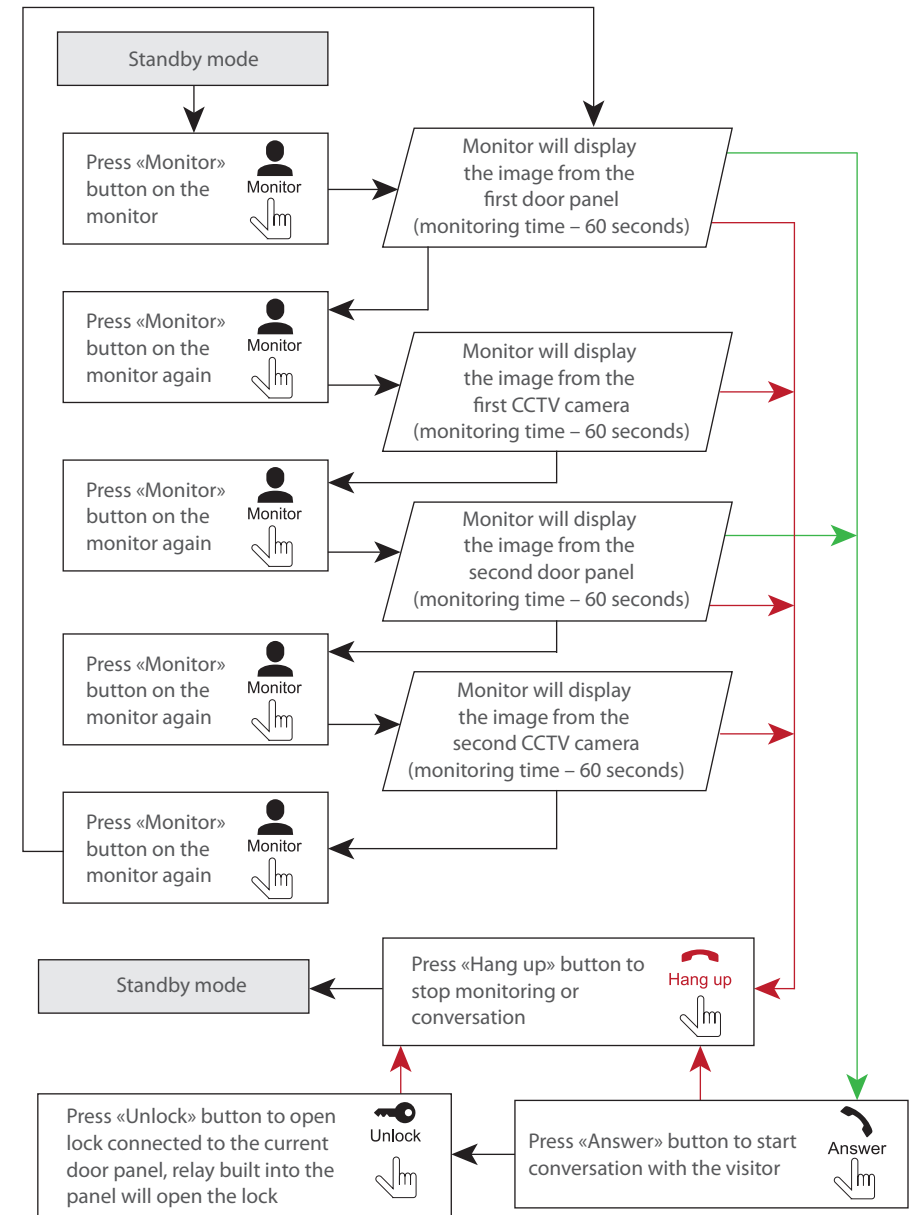 Standby mode
Press «Monitor»
button on the
monitor
Monitor
Monitor will display
the image from the
first door panel
(monitoring time – 60 seconds)
Press «Monitor»
button on the
monitor again
Monitor
Monitor will display
the image from the
first CCTV camera
(monitoring time – 60 seconds)
Press «Monitor»
button on the
monitor again
Monitor
Monitor will display
the image from the
second door panel
(monitoring time – 60 seconds)
Press «Monitor»
button on the
monitor again
Monitor
Monitor will display
the image from the
second CCTV camera
(monitoring time – 60 seconds)
Press «Monitor»
button on the
monitor again
Monitor
Standby mode
Press «Hang up» button to
stop monitoring or
conversation
Hang up
Press «Unlock» button to open
lock connected to the current
door panel, relay built into the
panel will open the lock
Unlock
Press «Answer» button to start
conversation with the visitor
Answer